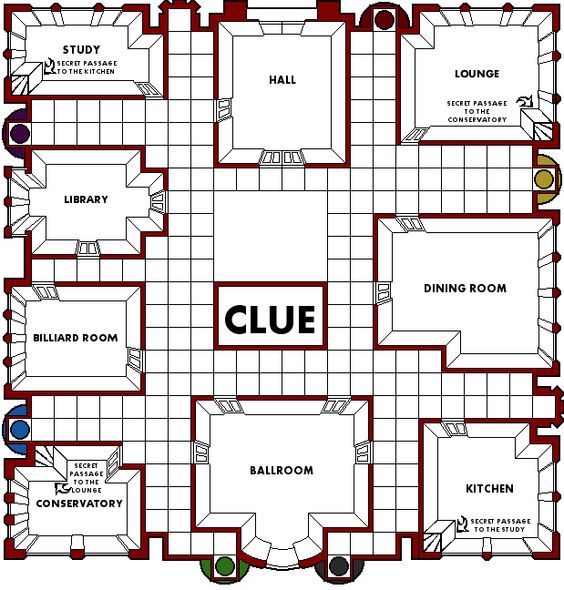 STUDY
SECRET PASSAGE
TO THE KITCHEN
HALL
LOUNGE
SECRET PASSAGE
TO THE
CONSERVATORY
LIBRARY
DINING ROOM
CLUE
BILLIARD ROOM
SECRET
PASSAGE
TO THE
LOUNGE
CONSERVATORY
BALLROOM
KITCHEN
SECRET PASSAGE
TO THE STUDY